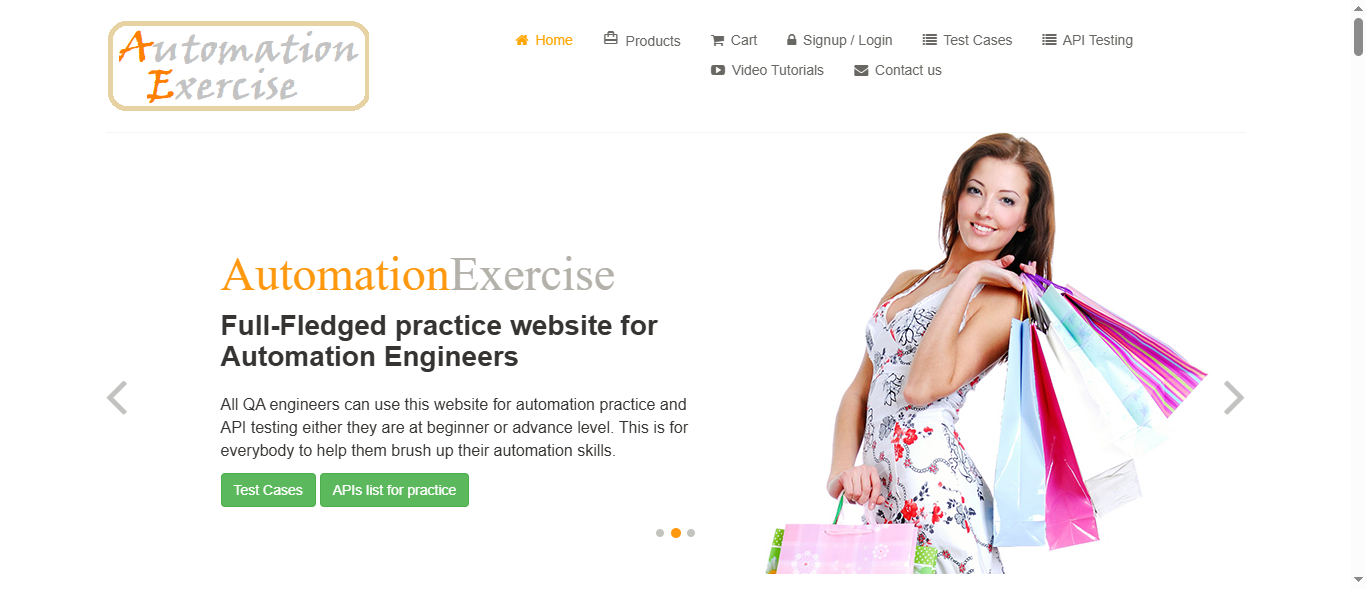 Automation
Exercise
Home Products Cart Signup / Login Test Cases API Testing
Video Tutorials Contact us
AutomationExercise
Full-Fledged practice website for
Automation Engineers
All QA engineers can use this website for automation practice and
API testing either they are at beginner or advance level. This is for
everybody to help them brush up their automation skills.
Test Cases APIs list for practice